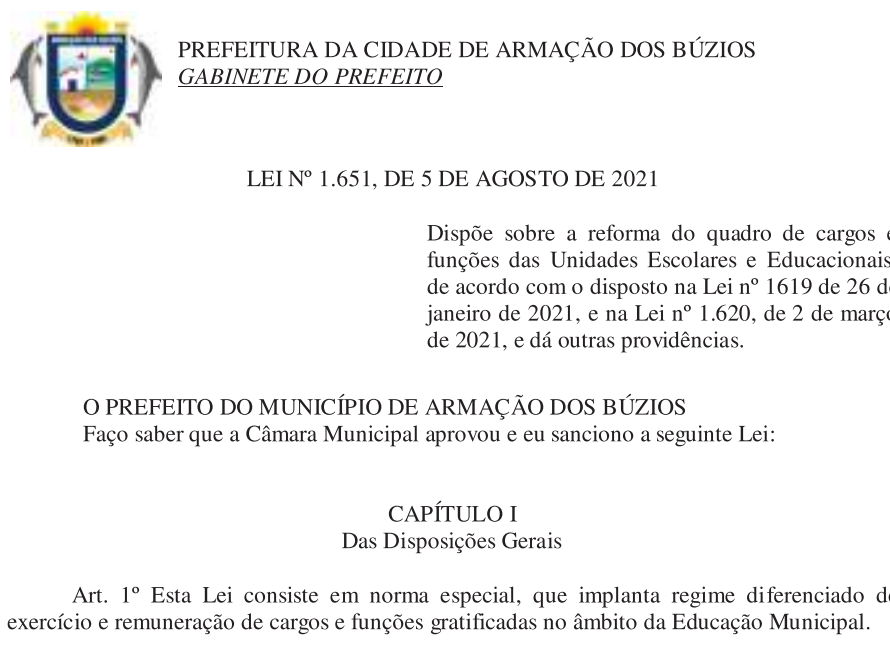 PREFEITURA DA CIDADE DE ARMAÇÃO DOS BÚZIOS
GABINETE DO PREFEITO
LEI Nº 1.651, DE 5 DE AGOSTO DE 2021
Dispõe sobre a reforma do quadro de cargos e
funções das Unidades Escolares e Educacionais
de acordo com o disposto na Lei nº 1619 de 26 de
janeiro de 2021, e na Lei nº 1.620, de 2 de março
de 2021, e dá outras providências.
O PREFEITO DO MUNICÍPIO DE ARMAÇÃO DOS BÚZIOS
Faço saber que a Câmara Municipal aprovou e eu sanciono a seguinte Lei:
CAPÍTULO I
Das Disposições Gerais
Art. 1º Esta Lei consiste em norma especial, que implanta regime diferenciado de
exercício e remuneração de cargos e funções gratificadas no âmbito da Educação Municipal.